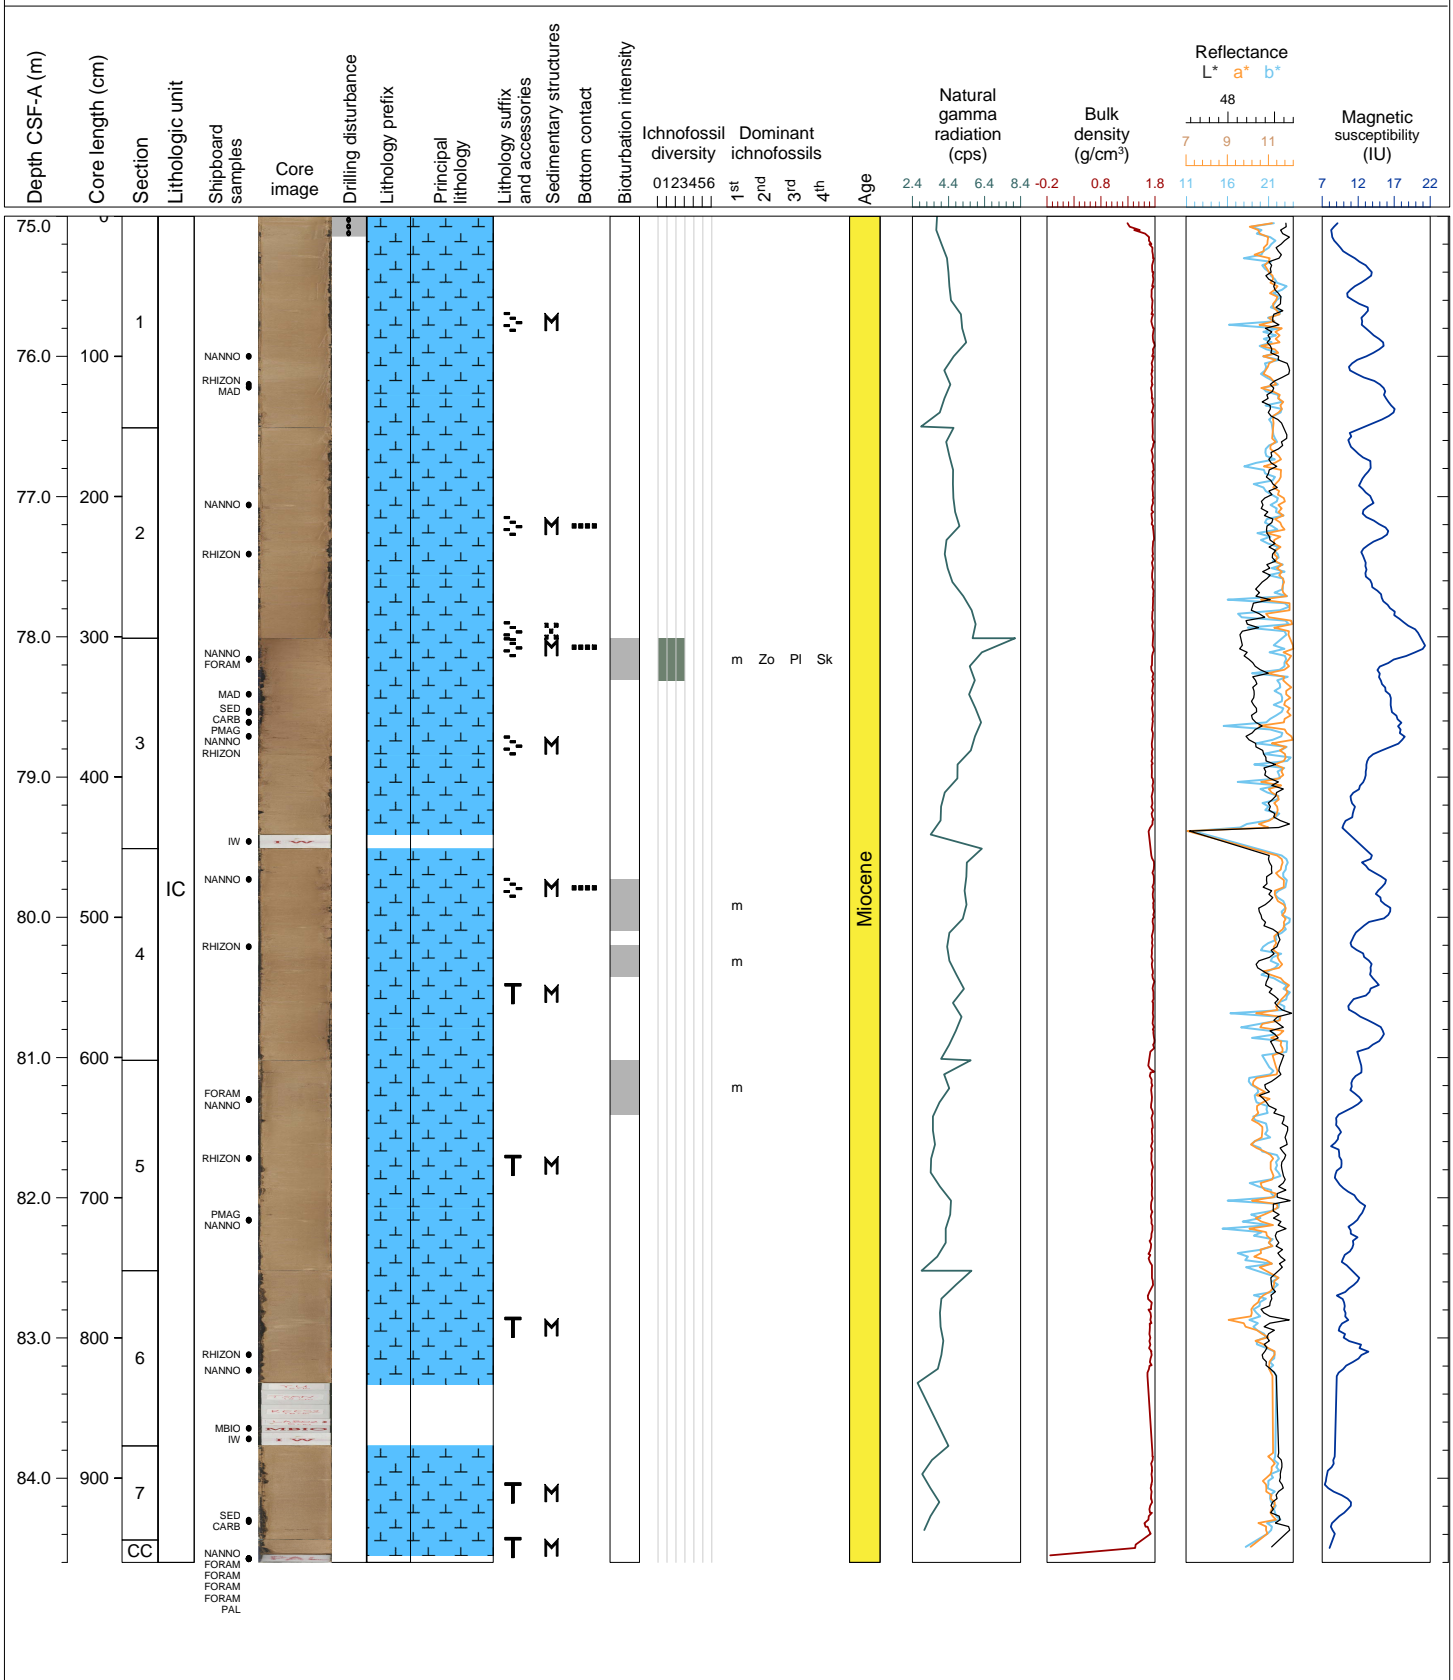 Depth CSF-A (m)
Core length (cm)
Section
Lithologic unit
Shipboard
samples
Core
image
Drilling disturbance
Lithology prefix
Principal
lithology
Lithology suffix
and accessories
Sedimentary structures
Bottom contact
Bioturbation intensity
Ichnofossil
diversity
0123456
Dominant
ichnofossils
1st
2nd
3rd
4th
Age
Natural
gamma
radiation
(cps)
2.4 4.4 6.4 8.4
Bulk
density
(g/cm³)
-0.2 0.8 1.8
Reflectance
L* a* b*
48
7 9 11
11 16 21
Magnetic
susceptibility
(IU)
7 12 17 22
75.0
76.0
77.0
78.0
79.0
80.0
81.0
82.0
83.0
84.0
0
100
200
300
400
500
600
700
800
900
1
2
3
4
5
6
7
CC
IC
NANNO
RHIZON
MAD
NANNO
RHIZON
NANNO
FORAM
MAD
SED
CARB
PMAG
NANNO
RHIZON
IW
NANNO
RHIZON
FORAM
NANNO
RHIZON
PMAG
NANNO
RHIZON
NANNO
MBIO
IW
SED
CARB
NANNO
FORAM
FORAM
FORAM
FORAM
PAL
I W
MBIO
I W
PAL
M
M
M
M
M
T M
T M
T M
T M
T M
m Zo Pl Sk
m
m
m
Miocene